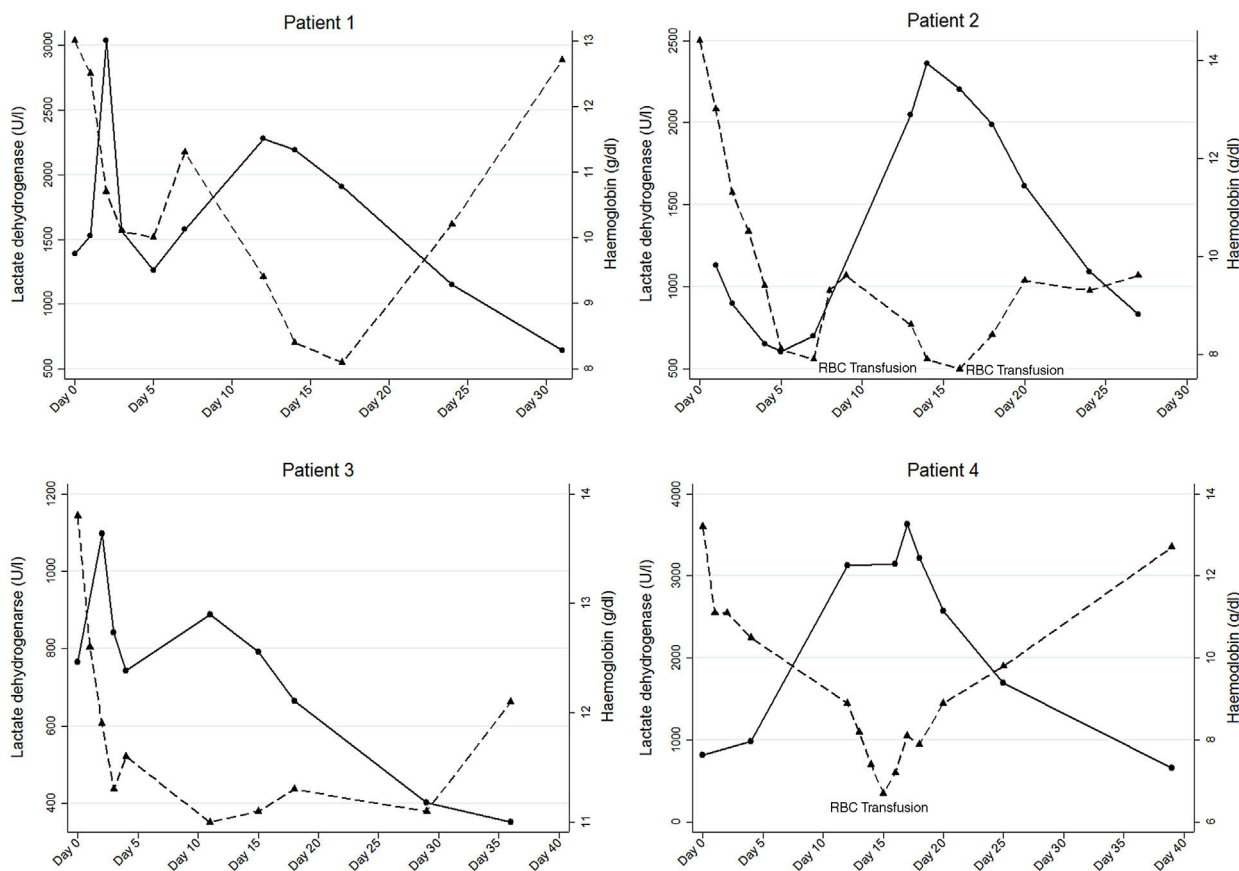 Patient 1
Lactate dehydrogenase (U/l)
3000
2500
2000
1500
1000
500
Haemoglobin (g/dl)
13
12
11
10
9
8
Day 0
Day 5
Day 10
Day 15
Day 20
Day 25
Day 30
Patient 2
Lactate dehydrogenase (U/l)
2500
2000
1500
1000
500
Haemoglobin (g/dl)
14
12
10
8
RBC Transfusion
RBC Transfusion
Day 0
Day 5
Day 10
Day 15
Day 20
Day 25
Day 30
Patient 3
Lactate dehydrogenarse (U/l)
1200
1000
800
600
400
Haemoglobin (g/dl)
14
13
12
11
Day 0
Day 5
Day 10
Day 15
Day 20
Day 25
Day 30
Day 35
Day 40
Patient 4
Lactate dehydrogenase (U/l)
4000
3000
2000
1000
0
Haemoglobin (g/dl)
14
12
10
8
6
RBC Transfusion
Day 0
Day 5
Day 10
Day 15
Day 20
Day 25
Day 30
Day 35
Day 40